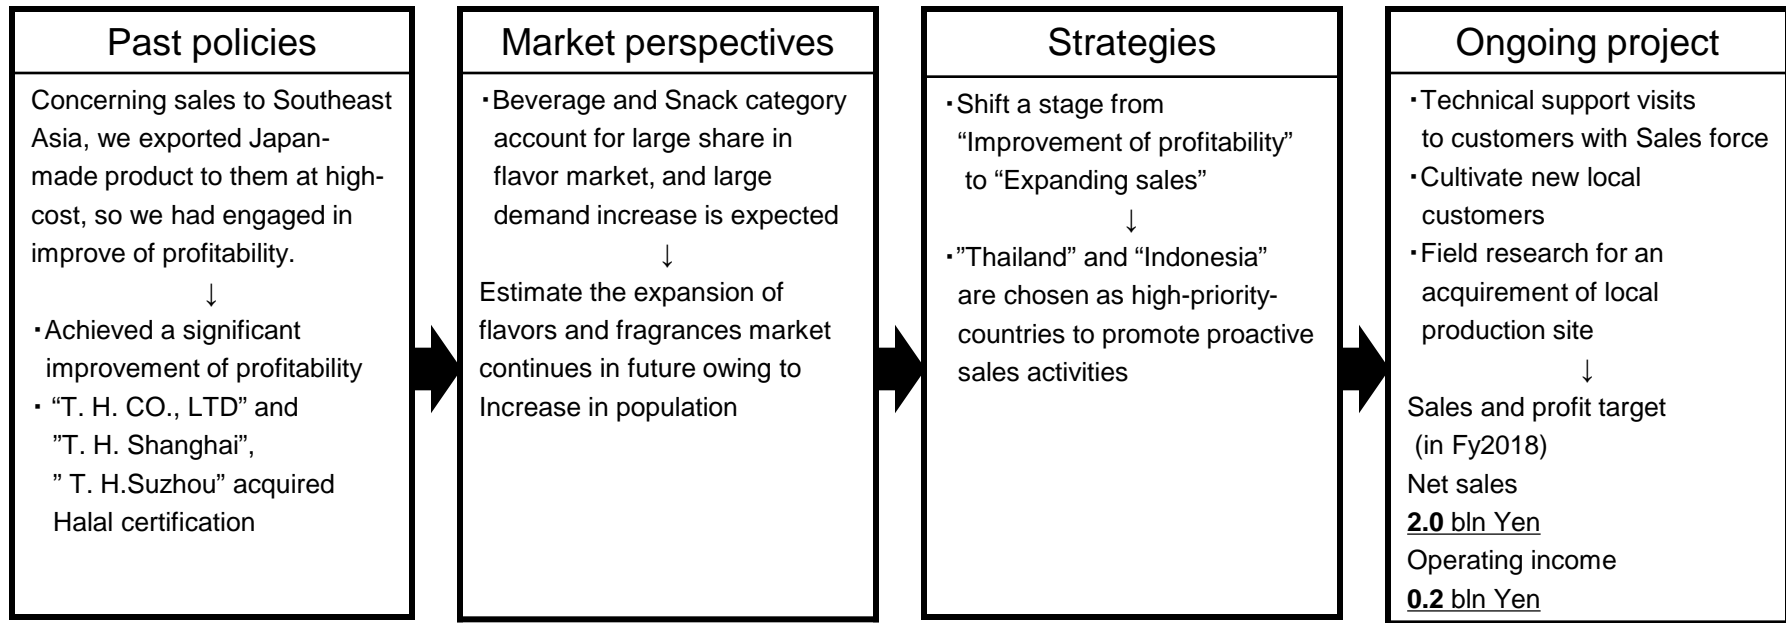 Past policies
Concerning sales to Southeast
Asia, we exported Japan-
made product to them at high-
cost, so we had engaged in
improve of profitability.
↓
・Achieved a significant
improvement of profitability
・ “T. H. CO., LTD” and
”T. H. Shanghai”,
” T. H.Suzhou” acquired
Halal certification
Market perspectives
・Beverage and Snack category
account for large share in
flavor market, and large
demand increase is expected
↓
Estimate the expansion of
flavors and fragrances market
continues in future owing to
Increase in population
Strategies
・Shift a stage from
“Improvement of profitability”
to “Expanding sales”
↓
・”Thailand” and “Indonesia”
are chosen as high-priority-
countries to promote proactive
sales activities
Ongoing project
・Technical support visits
to customers with Sales force
・Cultivate new local
customers
・Field research for an
acquirement of local
production site
↓
Sales and profit target
(in Fy2018)
Net sales
2.0 bln Yen
Operating income
0.2 bln Yen